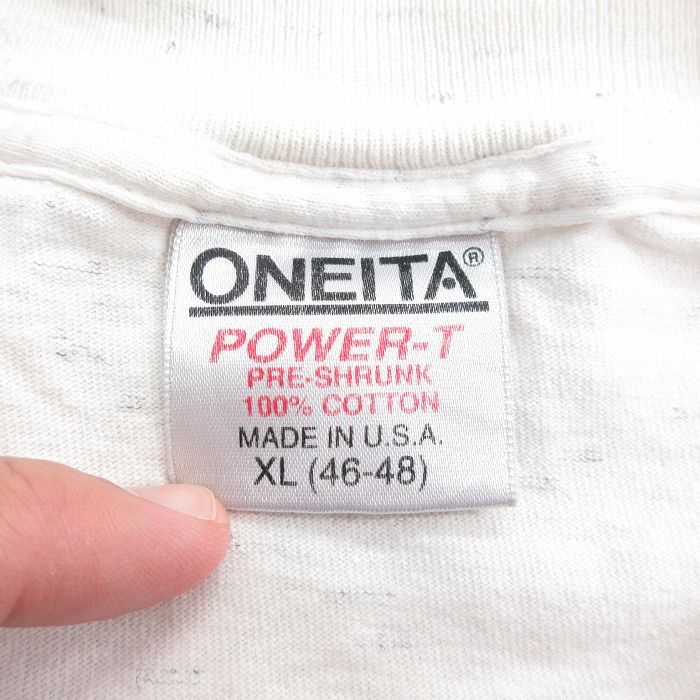 ONEITA®
POWER-T
PRE-SHRUNK
100% COTTON
MADE IN U.S.A.
XL (46-48)